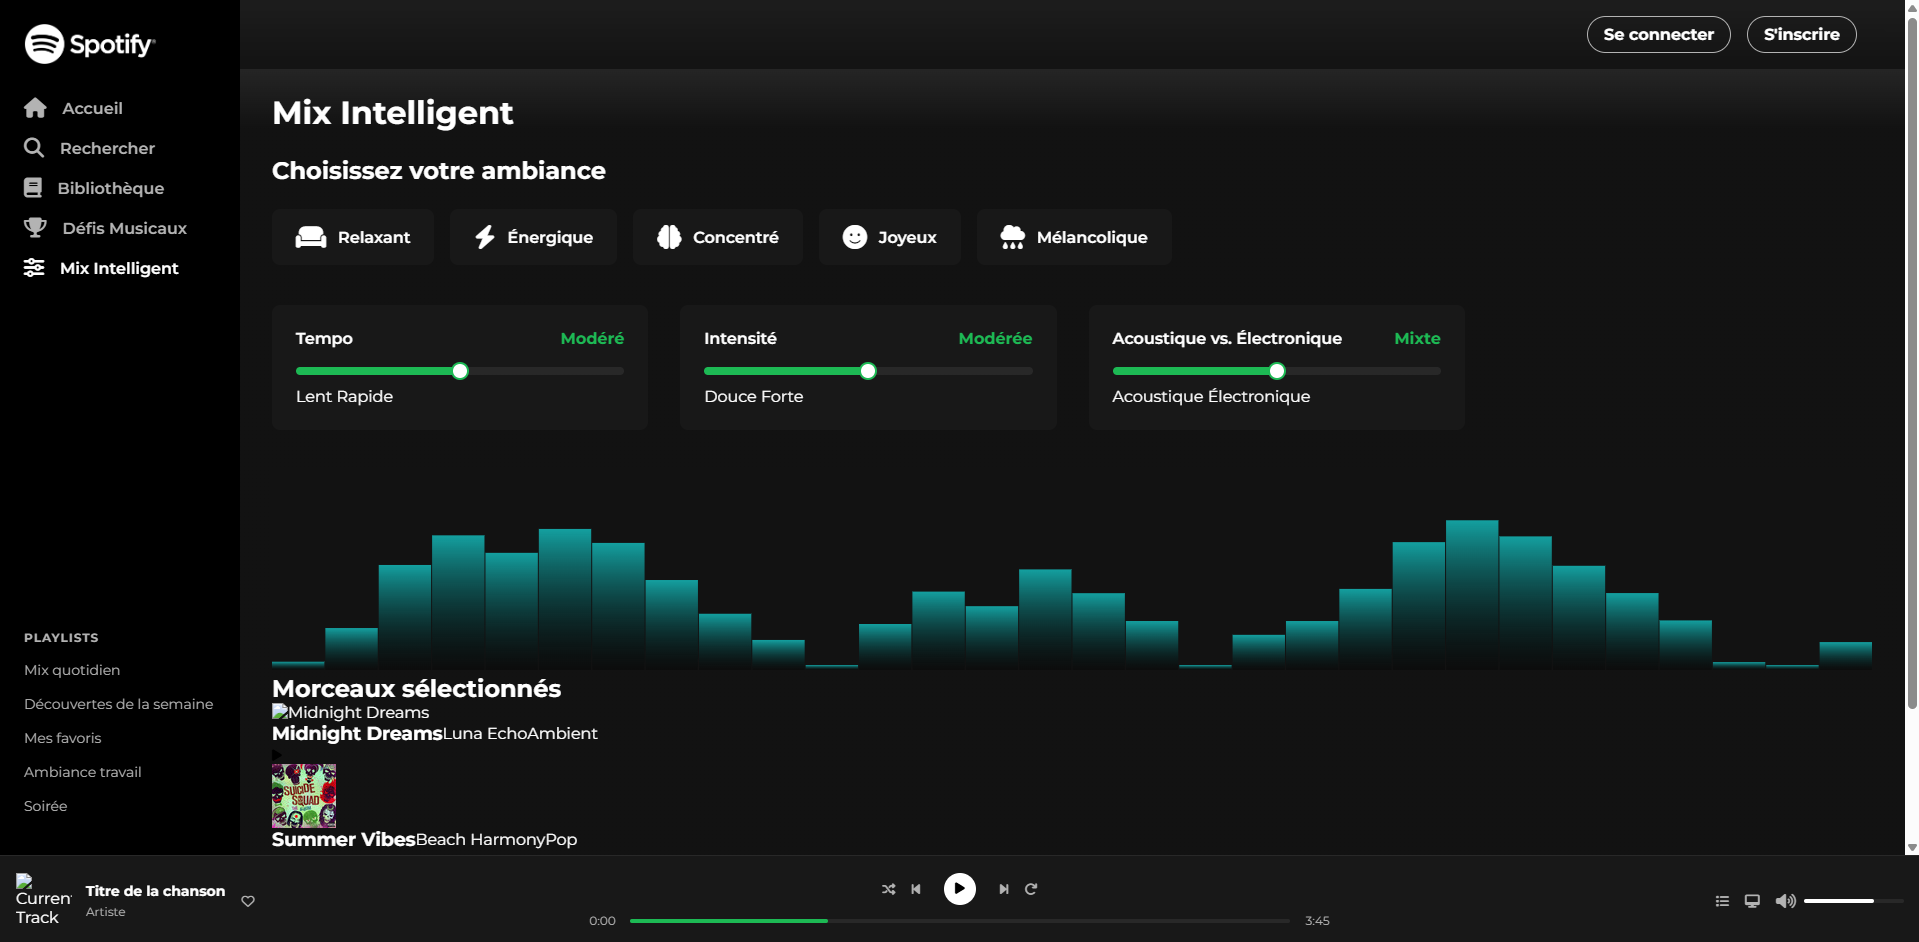 Spotify
Accueil
Rechercher
Bibliothèque
Défis Musicaux
Mix Intelligent
PLAYLISTS
Mix quotidien
Découvertes de la semaine
Mes favoris
Ambiance travail
Soirée
Se connecter
S'inscrire
Mix Intelligent
Choisissez votre ambiance
Relaxant
Énergique
Concentré
Joyeux
Mélancolique
Tempo
Modéré
Lent Rapide
Intensité
Modérée
Douce Forte
Acoustique vs. Électronique
Mixte
Acoustique Électronique
Morceaux sélectionnés
Midnight Dreams
Midnight DreamsLuna EchoAmbient
SUICIDE
SQUAD
Summer VibesBeach HarmonyPop
Current
Track
Titre de la chanson
Artiste
0:00
3:45